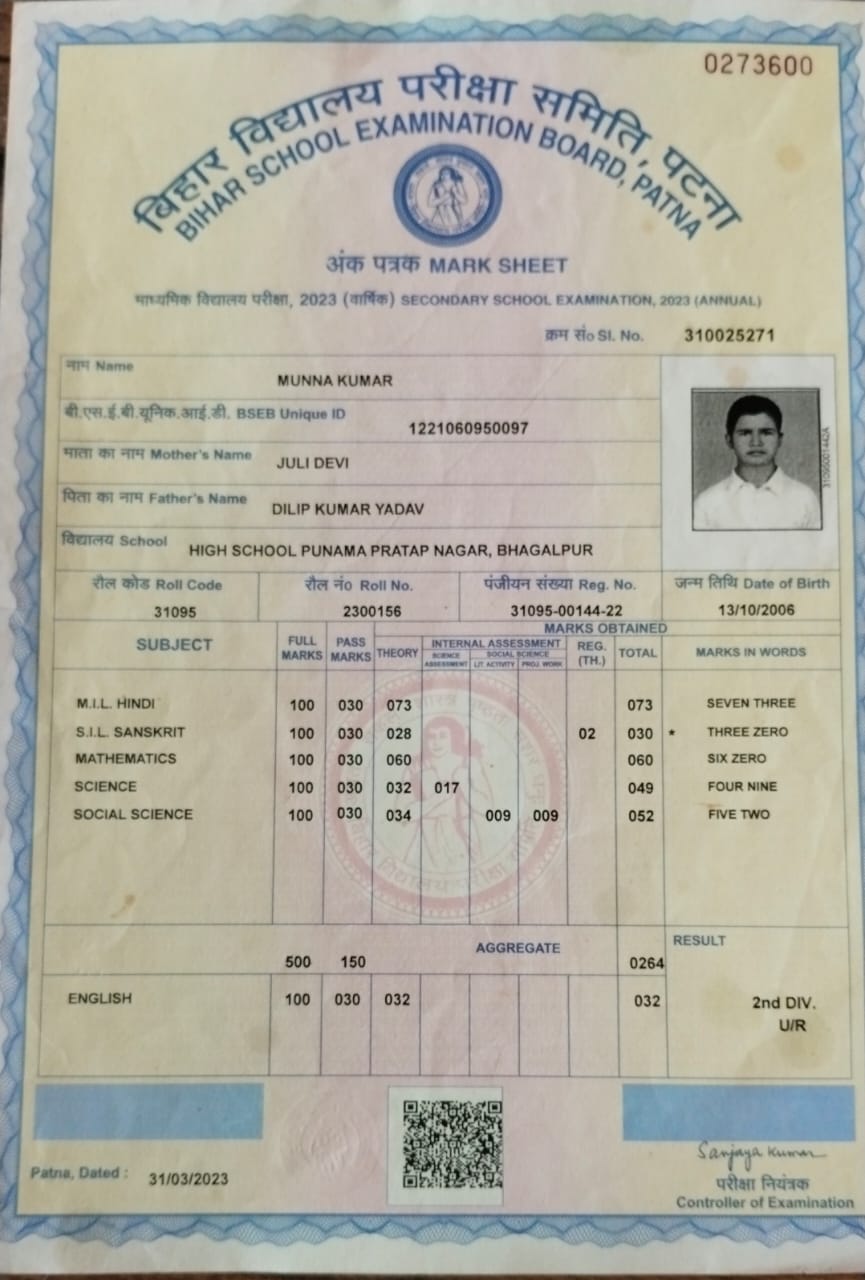 0273600
बिहार विद्यालय परीक्षा समिति, पटना
BIHAR SCHOOL EXAMINATION BOARD, PATNA
अंक पत्रक MARK SHEET
माध्यमिक विद्यालय परीक्षा, 2023 (वार्षिक) SECONDARY SCHOOL EXAMINATION, 2023 (ANNUAL)
क्रम सं० Sl. No. 310025271
नाम Name MUNNA KUMAR
बी.एस.ई.बी.यूनिक.आई.डी. BSEB Unique ID 1221060950097
माता का नाम Mother's Name JULI DEVI
पिता का नाम Father's Name DILIP KUMAR YADAV
विद्यालय School HIGH SCHOOL PUNAMA PRATAP NAGAR, BHAGALPUR
रौल कोड Roll Code रौल नं० Roll No. पंजीयन संख्या Reg. No. जन्म तिथि Date of Birth
31095 2300156 31095-00144-22 13/10/2006
MARKS OBTAINED
SUBJECT FULL MARKS PASS MARKS THEORY INTERNAL ASSESSMENT REG. (TH.) TOTAL MARKS IN WORDS
SCIENCE ASSESSMENT SOCIAL SCIENCE LIT. ACTIVITY PROJ. WORK
M.I.L. HINDI 100 030 073 073 SEVEN THREE
S.I.L. SANSKRIT 100 030 028 02 030 * THREE ZERO
MATHEMATICS 100 030 060 060 SIX ZERO
SCIENCE 100 030 032 017 049 FOUR NINE
SOCIAL SCIENCE 100 030 034 009 009 052 FIVE TWO
AGGREGATE RESULT
500 150 0264
ENGLISH 100 030 032 032 2nd DIV.
U/R
Sanjaya Kumar
Patna, Dated : 31/03/2023
परीक्षा नियंत्रक
Controller of Examination